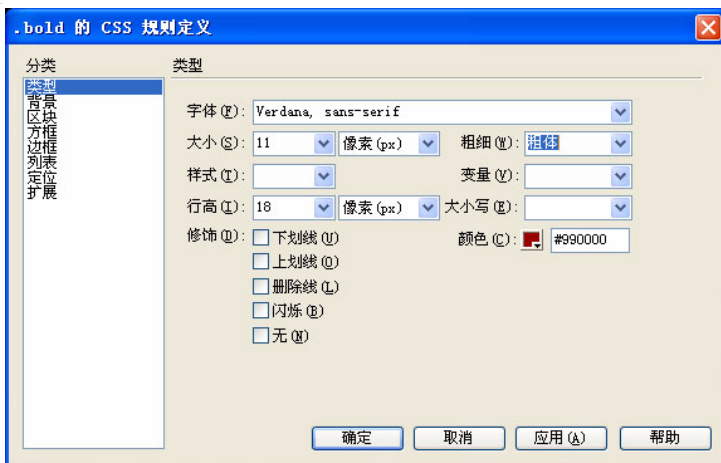 .bold 的 CSS 规则定义
分类
类型
背景
区块
方框
边框
列表
定位
扩展
类型
字体(F): Verdana, sans-serif
大小(S): 11 像素(px) 粗细(W): 粗体
样式(T): 变量(V):
行高(I): 18 像素(px) 大小写(E):
修饰(D): 下划线(U) 颜色(C): #990000
上划线(O)
删除线(L)
闪烁(B)
无(N)
确定 取消 应用(A) 帮助